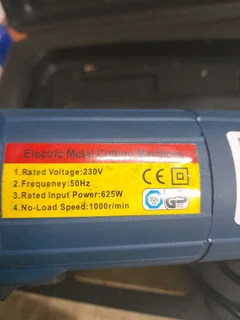 Electric Metal Cutting Machine
1.Rated Voltage:230V
2.Frequeney:50Hz
3.Rated Input Power:625W
4.No-Load Speed:1000r/min
CE
GS